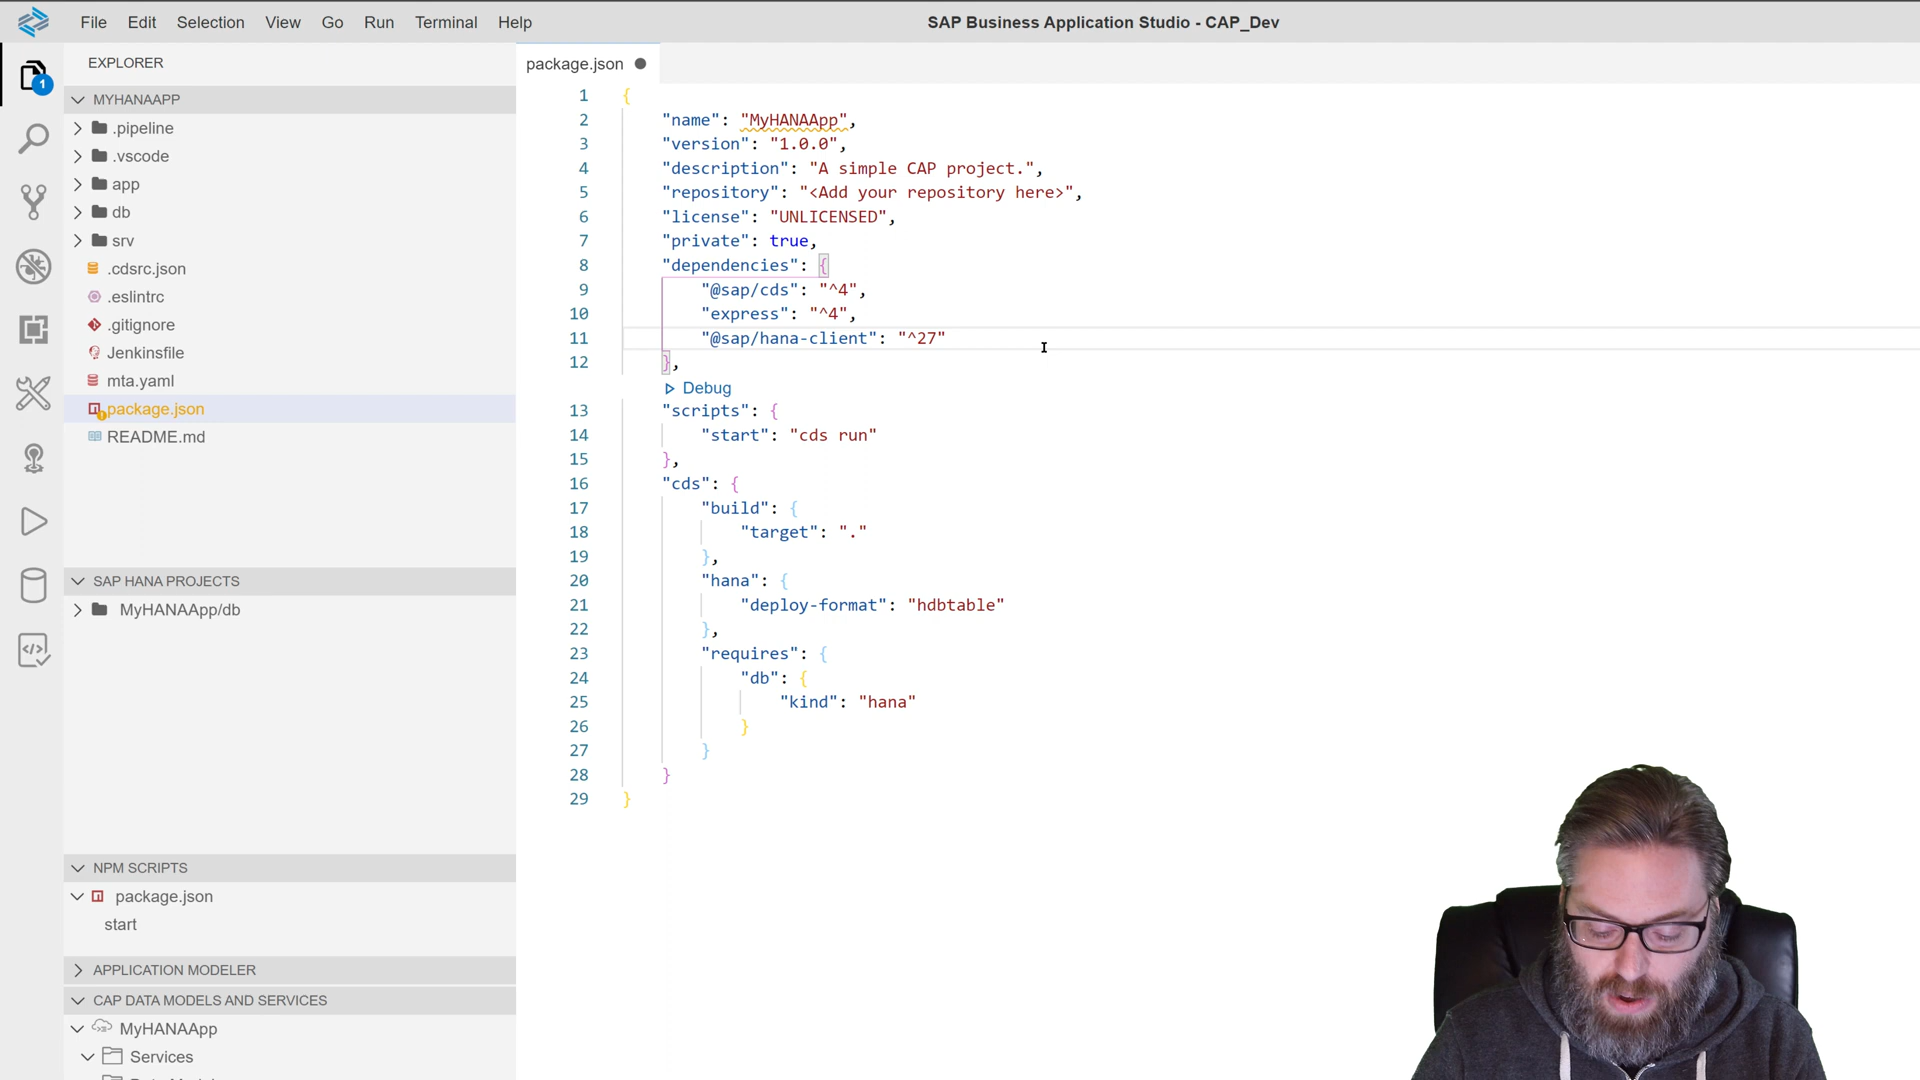 File Edit Selection View Go Run Terminal Help
SAP Business Application Studio - CAP_Dev
EXPLORER
1
MYHANAAPP
.pipeline
.vscode
app
db
srv
.cdsrc.json
.eslintrc
.gitignore
Jenkinsfile
mta.yaml
package.json
README.md
SAP HANA PROJECTS
MyHANAApp/db
NPM SCRIPTS
package.json
start
APPLICATION MODELER
CAP DATA MODELS AND SERVICES
MyHANAApp
Services
package.json
1 {
2 "name": "MyHANAApp",
3 "version": "1.0.0",
4 "description": "A simple CAP project.",
5 "repository": "<Add your repository here>",
6 "license": "UNLICENSED",
7 "private": true,
8 "dependencies": {
9 "@sap/cds": "^4",
10 "express": "^4",
11 "@sap/hana-client": "^27"
12 },
Debug
13 "scripts": {
14 "start": "cds run"
15 },
16 "cds": {
17 "build": {
18 "target": "."
19 },
20 "hana": {
21 "deploy-format": "hdbtable"
22 },
23 "requires": {
24 "db": {
25 "kind": "hana"
26 }
27 }
28 }
29 }